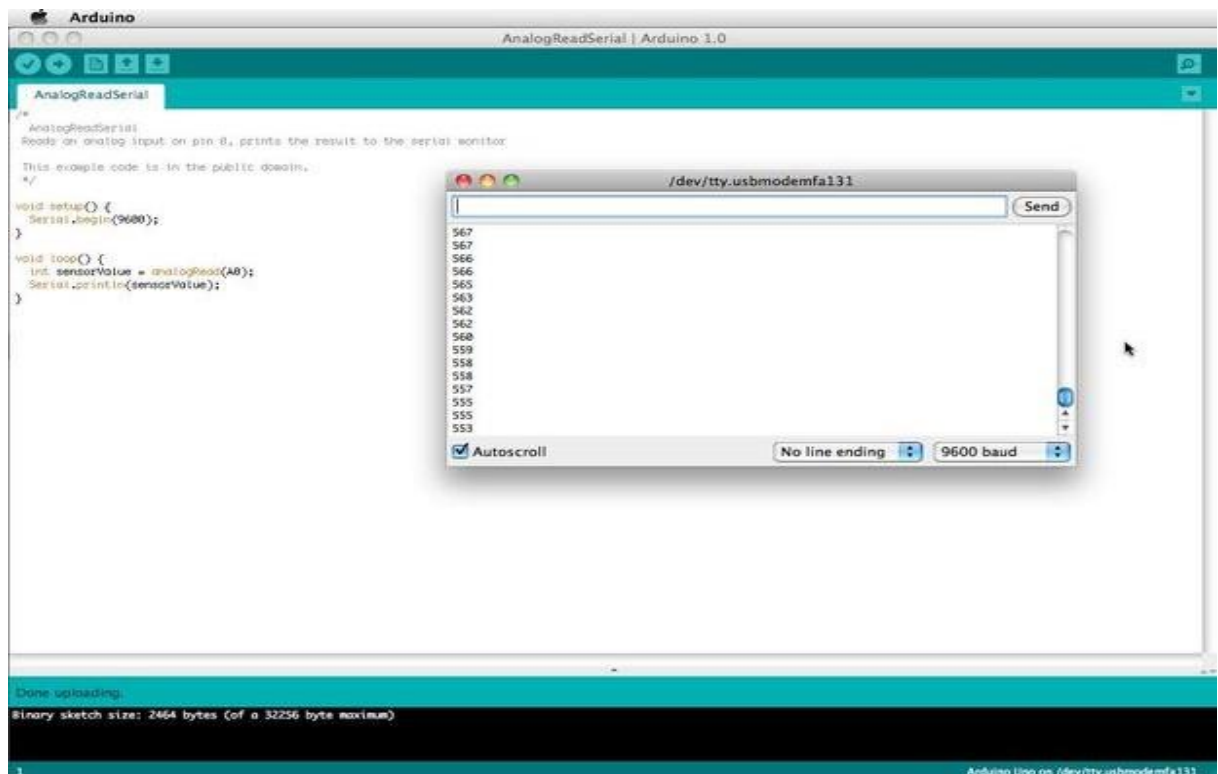 Arduino
AnalogReadSerial | Arduino 1.0
AnalogReadSerial
/*
AnalogReadSerial
Reads an analog input on pin 0, prints the result to the serial monitor
This example code is in the public domain.
*/
void setup() {
Serial.begin(9600);
}
void loop() {
int sensorValue = analogRead(A0);
Serial.println(sensorValue);
}
/dev/tty.usbmodemfa131
Send
567
567
566
566
565
563
562
562
560
559
558
558
557
555
555
553
Autoscroll
No line ending
9600 baud
Done uploading.
Binary sketch size: 2464 bytes (of a 32256 byte maximum)
1
Arduino Uno on /dev/tty.usbmodemfa131